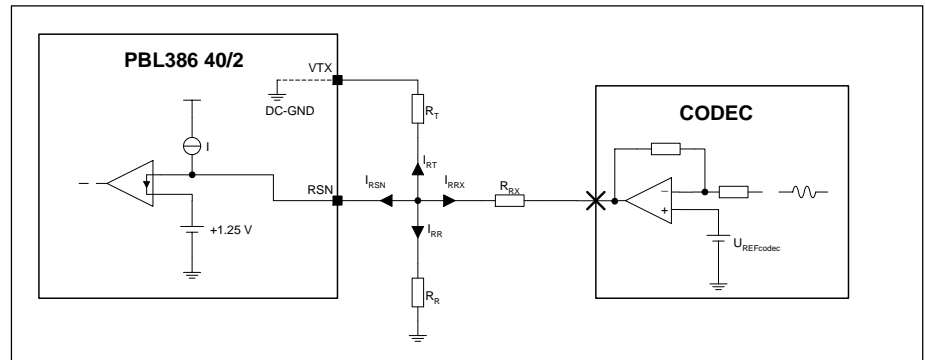 PBL386 40/2
VTX
DC-GND
R_T
CODEC
I
I_RT
RSN
I_RSN
I_RRX
R_RX
−
+
+1.25 V
I_RR
U_REFcodec
R_R